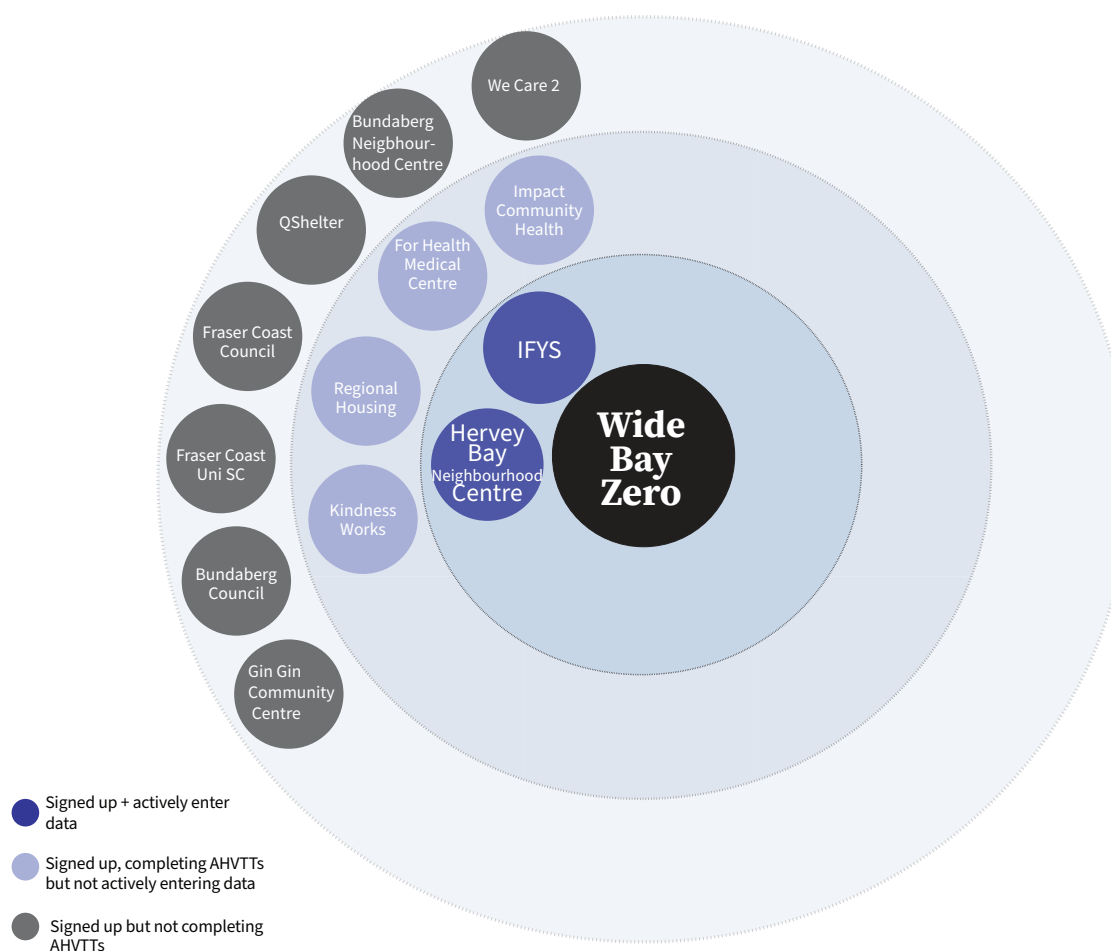 We Care 2
Bundaberg
Neigbhour-
hood Centre
Impact
Community
Health
QShelter
For Health
Medical
Centre
Fraser Coast
Council
IFYS
Regional
Housing
Wide
Bay
Zero
Hervey
Bay
Neighbourhood
Centre
Fraser Coast
Uni SC
Kindness
Works
Bundaberg
Council
Gin Gin
Community
Centre
Signed up + actively enter
data
Signed up, completing AHVTTs
but not actively entering data
Signed up but not completing
AHVTTs